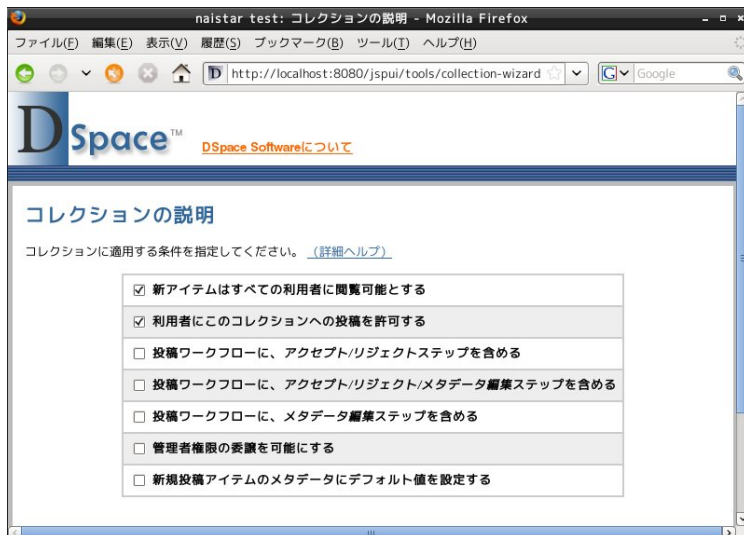 naistar test: コレクションの説明 - Mozilla Firefox
ファイル(F) 編集(E) 表示(V) 履歴(S) ブックマーク(B) ツール(T) ヘルプ(H)
http://localhost:8080/jspui/tools/collection-wizard
Google
DSpace™
DSpace Softwareについて
コレクションの説明
コレクションに適用する条件を指定してください。 (詳細ヘルプ)
新アイテムはすべての利用者に閲覧可能とする
利用者にこのコレクションへの投稿を許可する
投稿ワークフローに、アクセプト/リジェクトステップを含める
投稿ワークフローに、アクセプト/リジェクト/メタデータ編集ステップを含める
投稿ワークフローに、メタデータ編集ステップを含める
管理者権限の委譲を可能にする
新規投稿アイテムのメタデータにデフォルト値を設定する